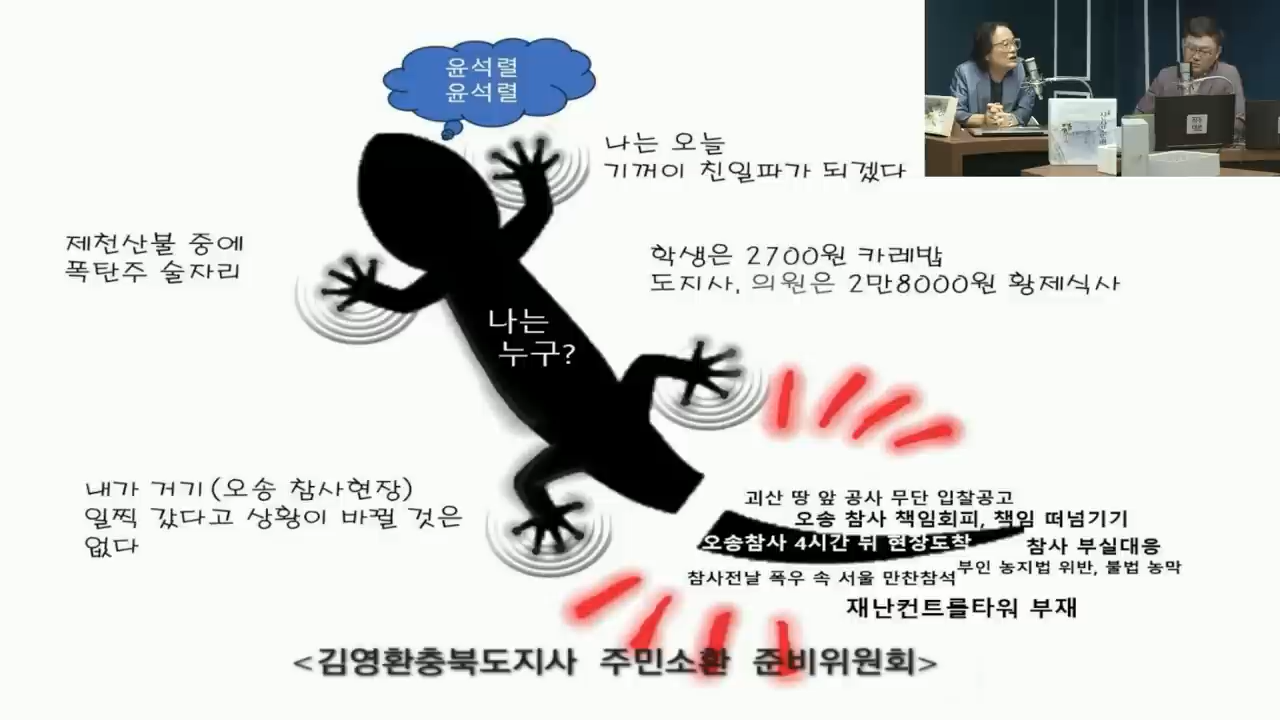 윤석렬
윤석렬
나는 오늘
기꺼이 친일파가 되겠다
제천산불 중에
폭탄주 술자리
학생은 2700원 카레밥
도지사, 의원은 2만8000원 황제식사
나는
누구?
내가 거기(오송 참사현장)
일찍 갔다고 상황이 바뀔 것은
없다
괴산 땅 앞 공사 무단 입찰공고
오송 참사 책임회피, 책임 떠넘기기
오송참사 4시간 뒤 현장도착
참사 부실대응
부인 농지법 위반, 불법 농막
참사전날 폭우 속 서울 만찬참석
재난컨트롤타워 부재
<김영환충북도지사 주민소환 준비위원회>